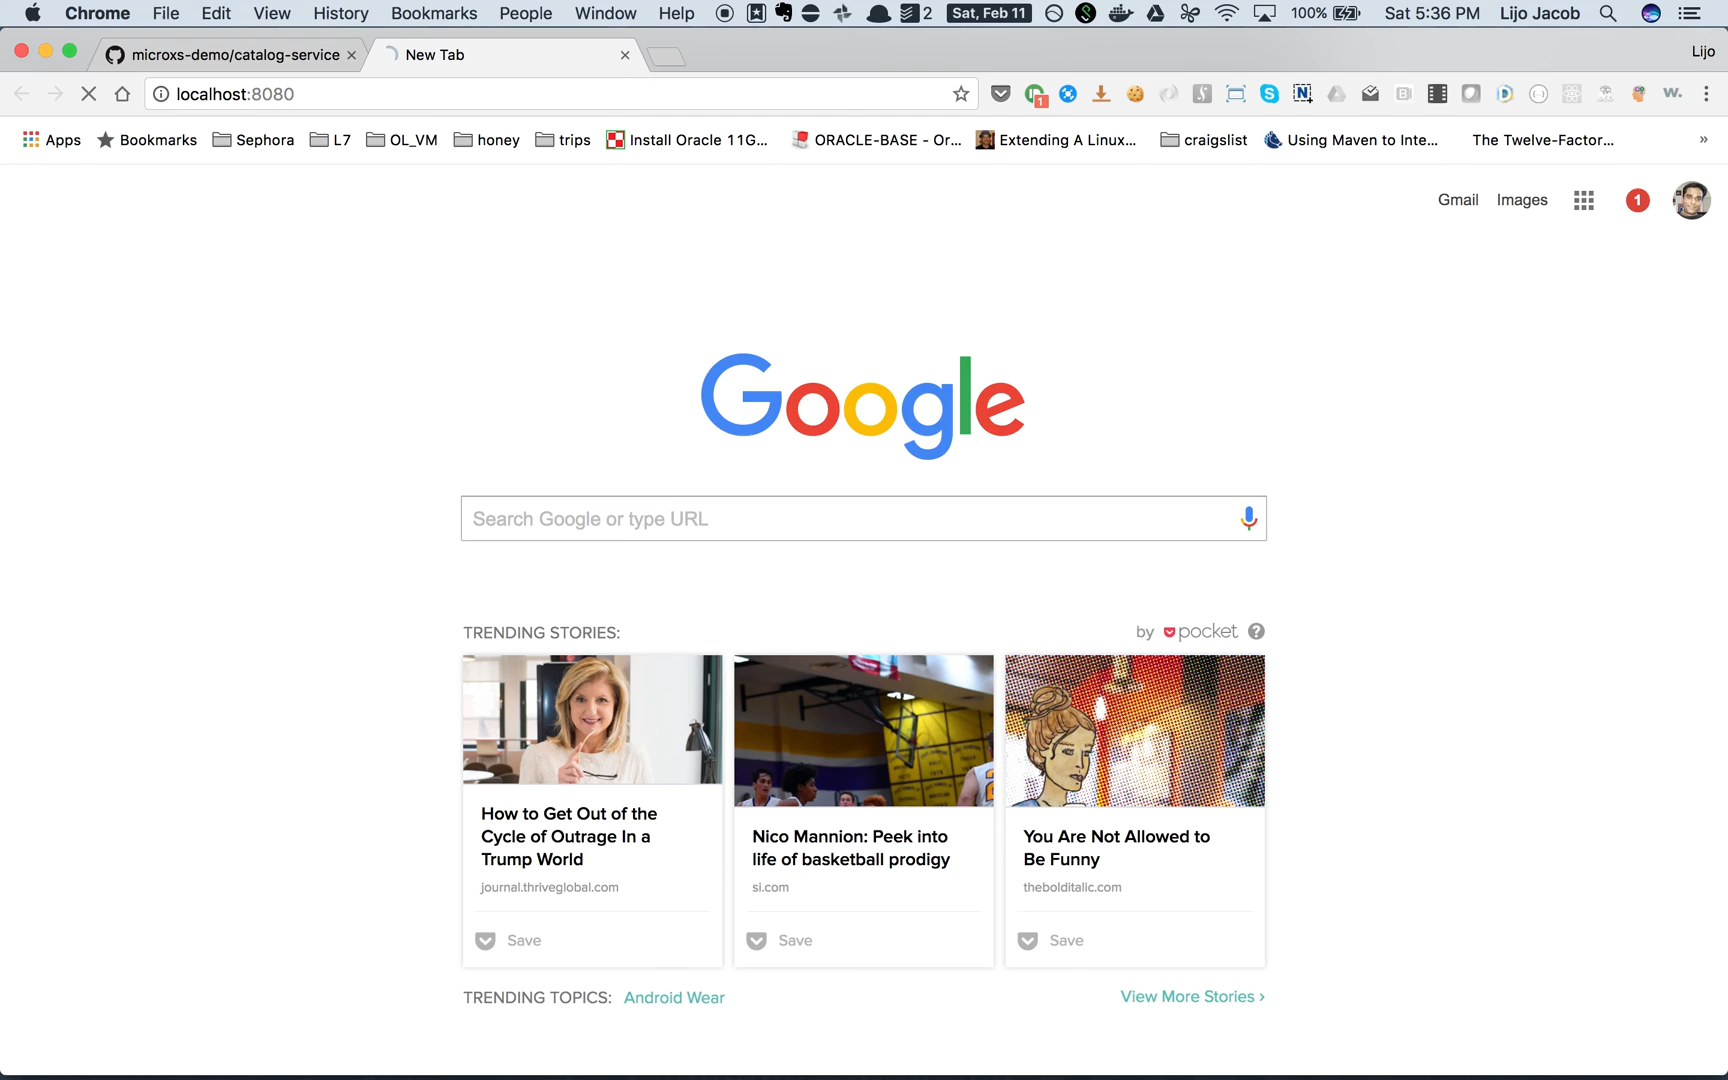 Chrome File Edit View History Bookmarks People Window Help 2 Sat, Feb 11 100% Sat 5:36 PM Lijo Jacob
microxs-demo/catalog-service New Tab Lijo
localhost:8080 1 W.
Apps Bookmarks Sephora L7 OL_VM honey trips Install Oracle 11G... ORACLE-BASE - Or... Extending A Linux... craigslist Using Maven to Inte... The Twelve-Factor... »
Gmail Images 1
Google
Search Google or type URL
TRENDING STORIES: by pocket ?
How to Get Out of the
Cycle of Outrage In a
Trump World
journal.thriveglobal.com
Save
Nico Mannion: Peek into
life of basketball prodigy
si.com
Save
You Are Not Allowed to
Be Funny
thebolditalic.com
Save
TRENDING TOPICS: Android Wear View More Stories ›